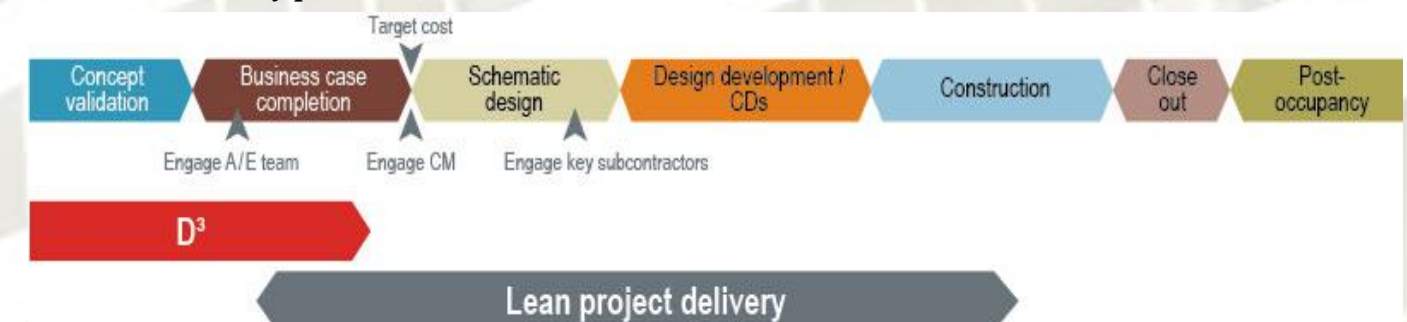 Target cost
Concept
validation
Business case
completion
Schematic
design
Design development /
CDs
Construction
Close
out
Post-
occupancy
Engage A/E team
Engage CM
Engage key subcontractors
D³
Lean project delivery